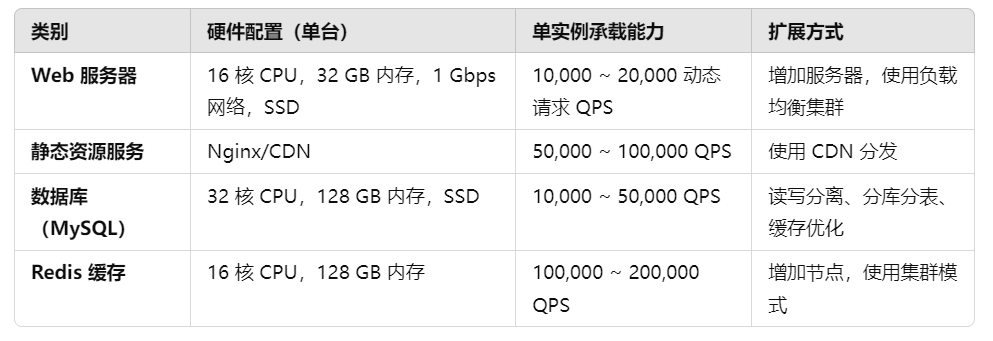 类别 硬件配置（单台） 单实例承载能力 扩展方式
Web 服务器 16 核 CPU，32 GB 内存，1 Gbps 10,000 ~ 20,000 动态 增加服务器，使用负载
网络，SSD 请求 QPS 均衡集群
静态资源服务 Nginx/CDN 50,000 ~ 100,000 QPS 使用 CDN 分发
数据库 32 核 CPU，128 GB 内存，SSD 10,000 ~ 50,000 QPS 读写分离、分库分表、
（MySQL） 缓存优化
Redis 缓存 16 核 CPU，128 GB 内存 100,000 ~ 200,000 增加节点，使用集群模
QPS 式